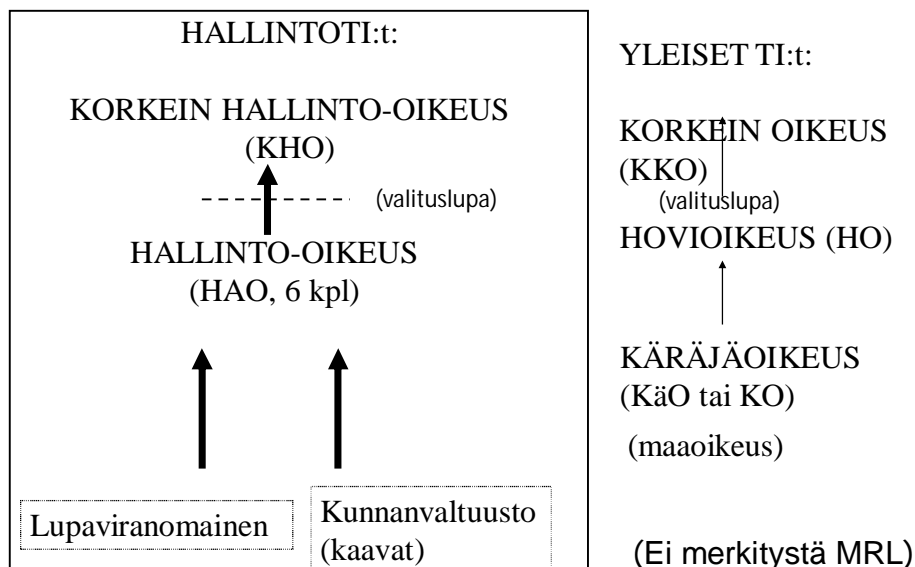 HALLINTOTI:t:
KORKEIN HALLINTO-OIKEUS
(KHO)
(valituslupa)
HALLINTO-OIKEUS
(HAO, 6 kpl)
Lupaviranomainen
Kunnanvaltuusto
(kaavat)
YLEISET TI:t:
KORKEIN OIKEUS
(KKO)
(valituslupa)
HOVIOIKEUS (HO)
KÄRÄJÄOIKEUS
(KäO tai KO)
(maaoikeus)
(Ei merkitystä MRL)